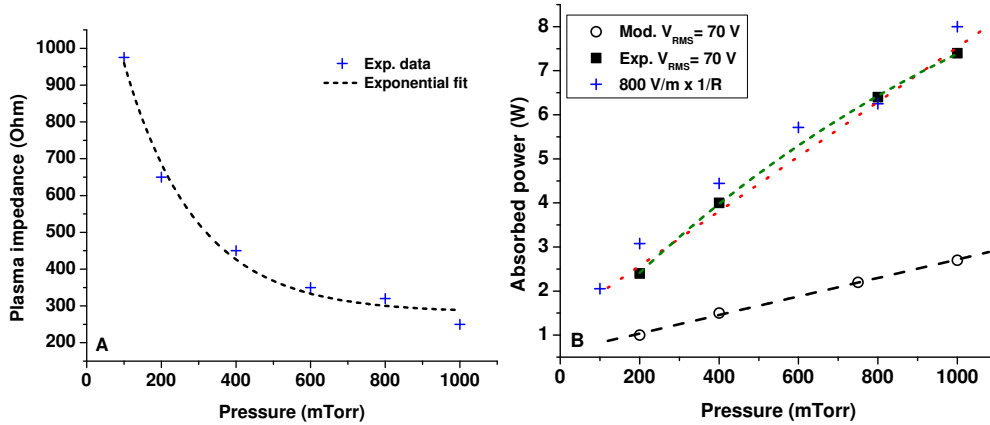 1000
900
800
700
600
500
400
300
200
Plasma impedance (Ohm)
Exp. data
Exponential fit
A
0 200 400 600 800 1000
Pressure (mTorr)
8
7
6
5
4
3
2
1
Absorbed power (W)
Mod. VRMS= 70 V
Exp. VRMS= 70 V
800 V/m x 1/R
B
0 200 400 600 800 1000
Pressure (mTorr)